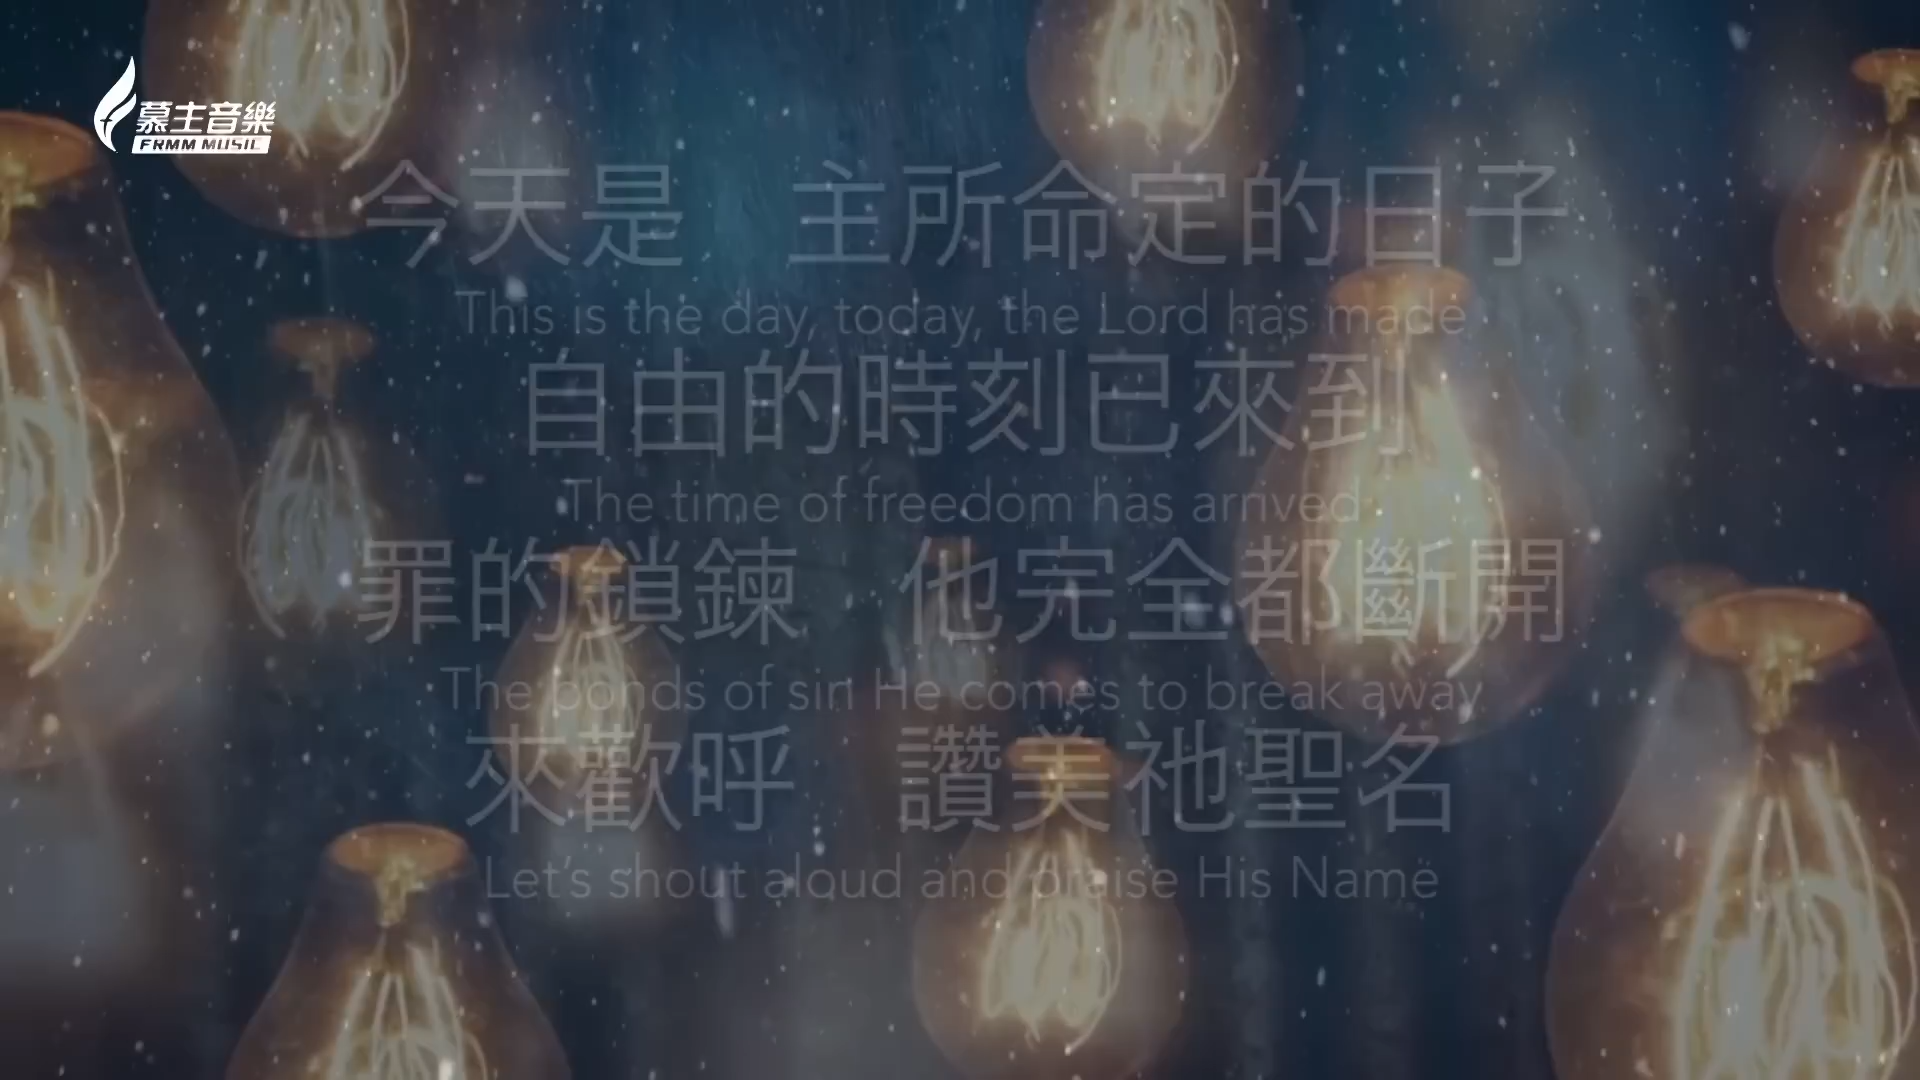 慕主音樂
FRMM MUSIC
今天是 主所命定的日子
This is the day, today, the Lord has made
自由的時刻已來到
The time of freedom has arrived
罪的鎖鍊 他完全都斷開
The bonds of sin He comes to break away
來歡呼 讚美祂聖名
Let's shout aloud and praise His Name